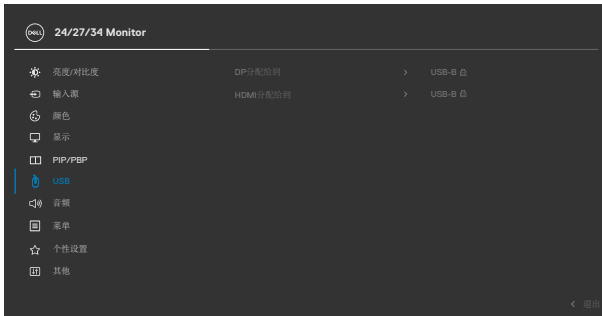 DELL 24/27/34 Monitor
亮度/对比度 DP分配给到 > USB-B
输入源 HDMI分配给到 > USB-B
颜色
显示
PIP/PBP
USB
音频
菜单
个性设置
其他
< 退出